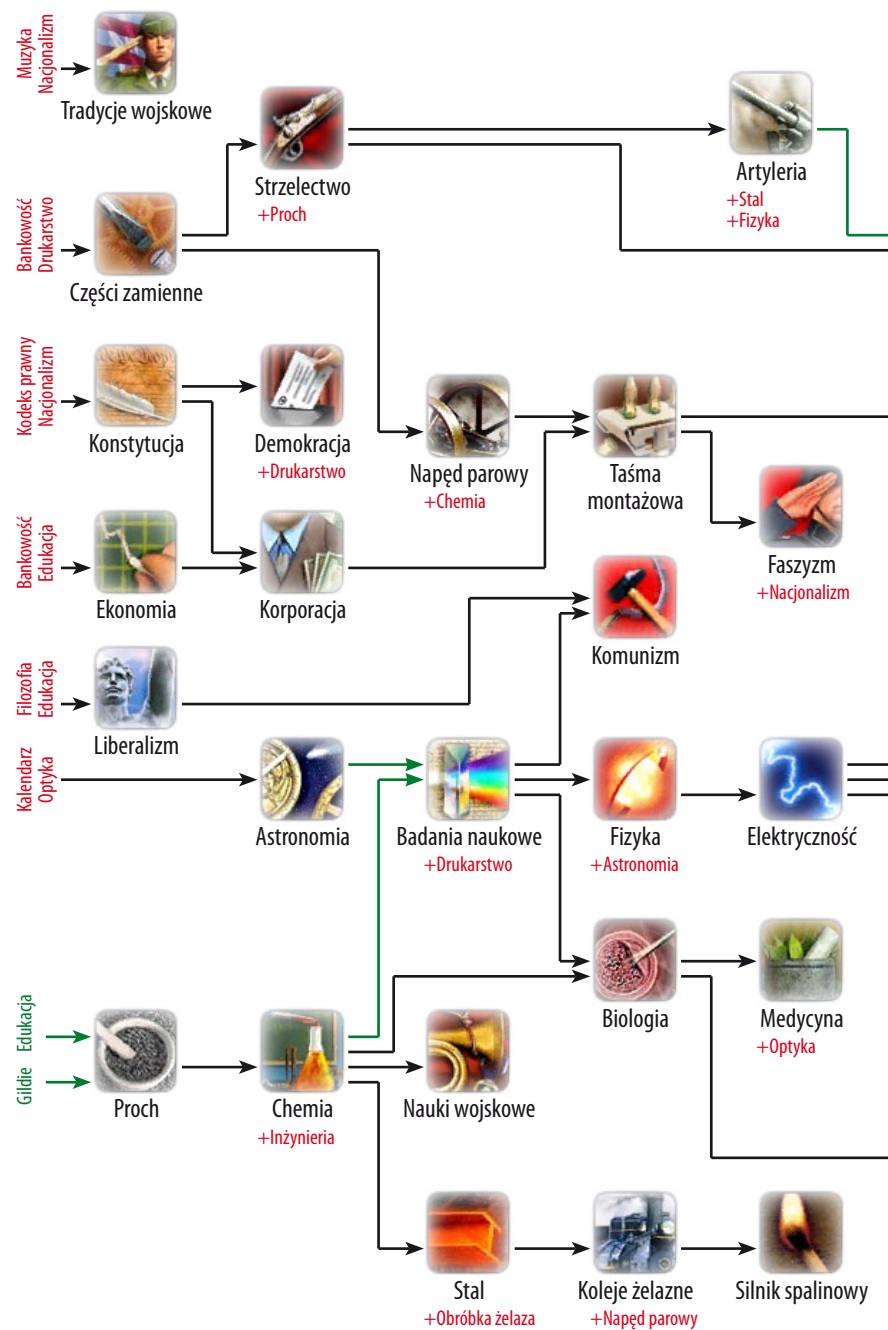 Muzyka
Nacjonalizm
Tradycje wojskowe
Strzelectwo
+Proch
Artyleria
+Stal
+Fizyka
Bankowość
Drukarstwo
Części zamienne
Kodeks prawny
Nacjonalizm
Konstytucja
Demokracja
+Drukarstwo
Napęd parowy
+Chemia
Taśma
montażowa
Faszyzm
+Nacjonalizm
Bankowość
Edukacja
Ekonomia
Korporacja
Komunizm
Filozofia
Edukacja
Liberalizm
Kalendarz
Optyka
Astronomia
Badania naukowe
+Drukarstwo
Fizyka
+Astronomia
Elektryczność
Biologia
Medycyna
+Optyka
Edukacja
Gildie
Proch
Chemia
+Inżynieria
Nauki wojskowe
Stal
+Obróbka żelaza
Koleje żelazne
+Napęd parowy
Silnik spalinowy